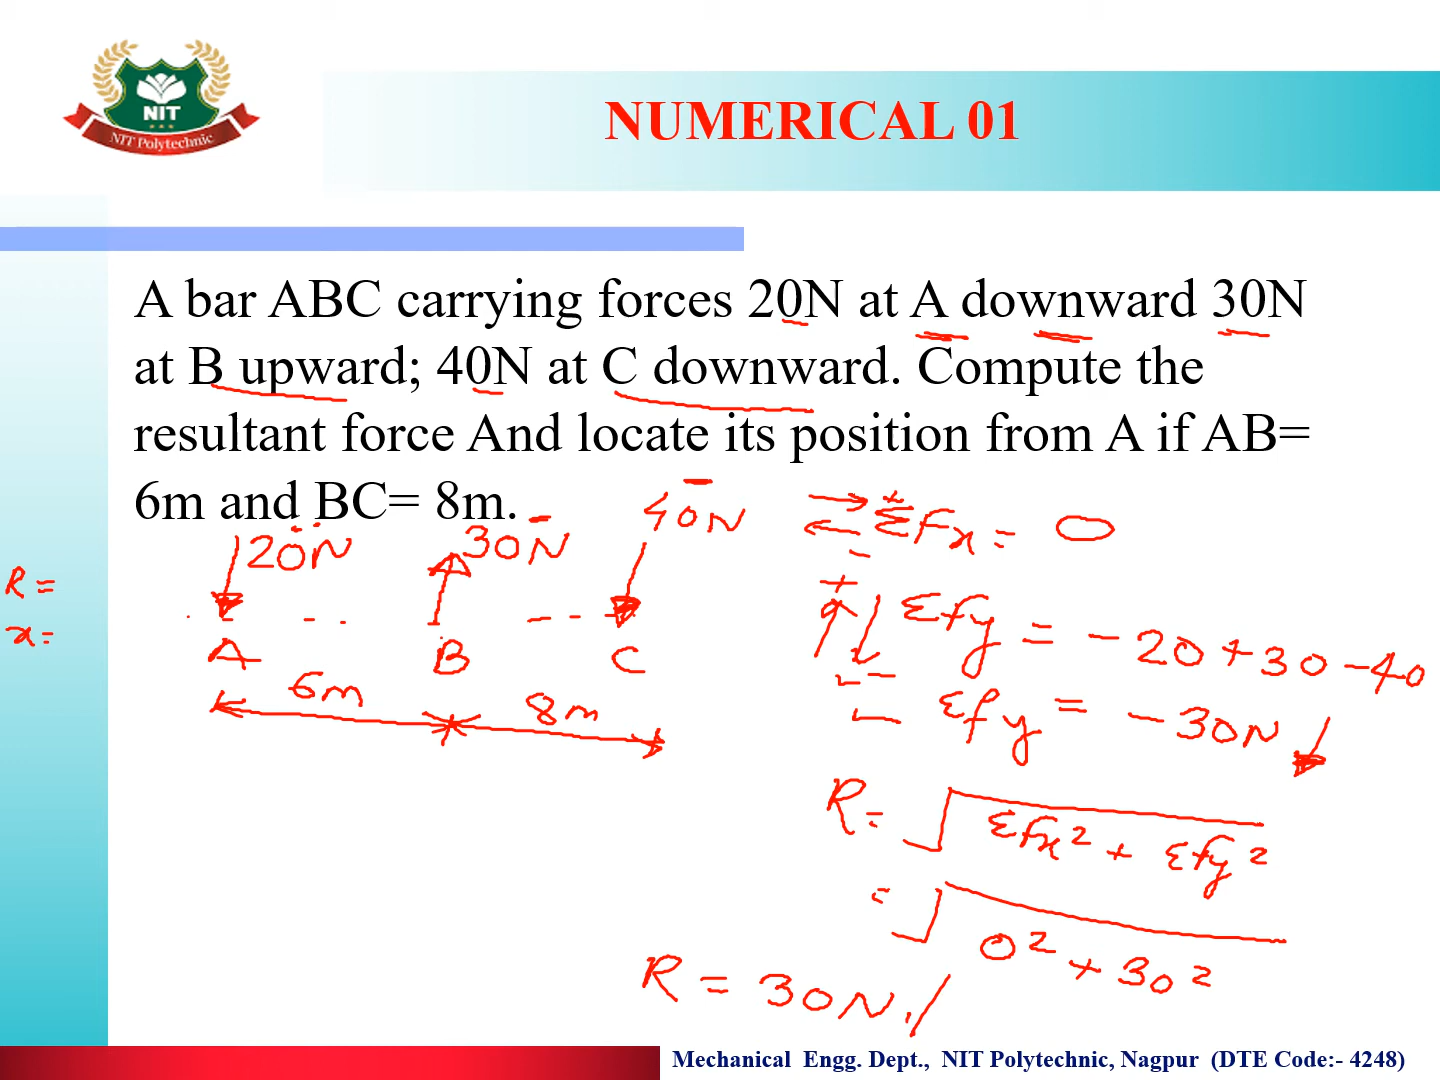 NIT
NIT Polytechnic
NUMERICAL 01
A bar ABC carrying forces 20N at A downward 30N
at B upward; 40N at C downward. Compute the
resultant force And locate its position from A if AB=
6m and BC= 8m.
20N 30N 40N
A B C
6m 8m
R =
x =
Σfx = 0
Σfy = -20+30-40
Σfy = -30N
R = √Σfx² + Σfy²
= √0² + 30²
R = 30N
Mechanical Engg. Dept., NIT Polytechnic, Nagpur (DTE Code:- 4248)